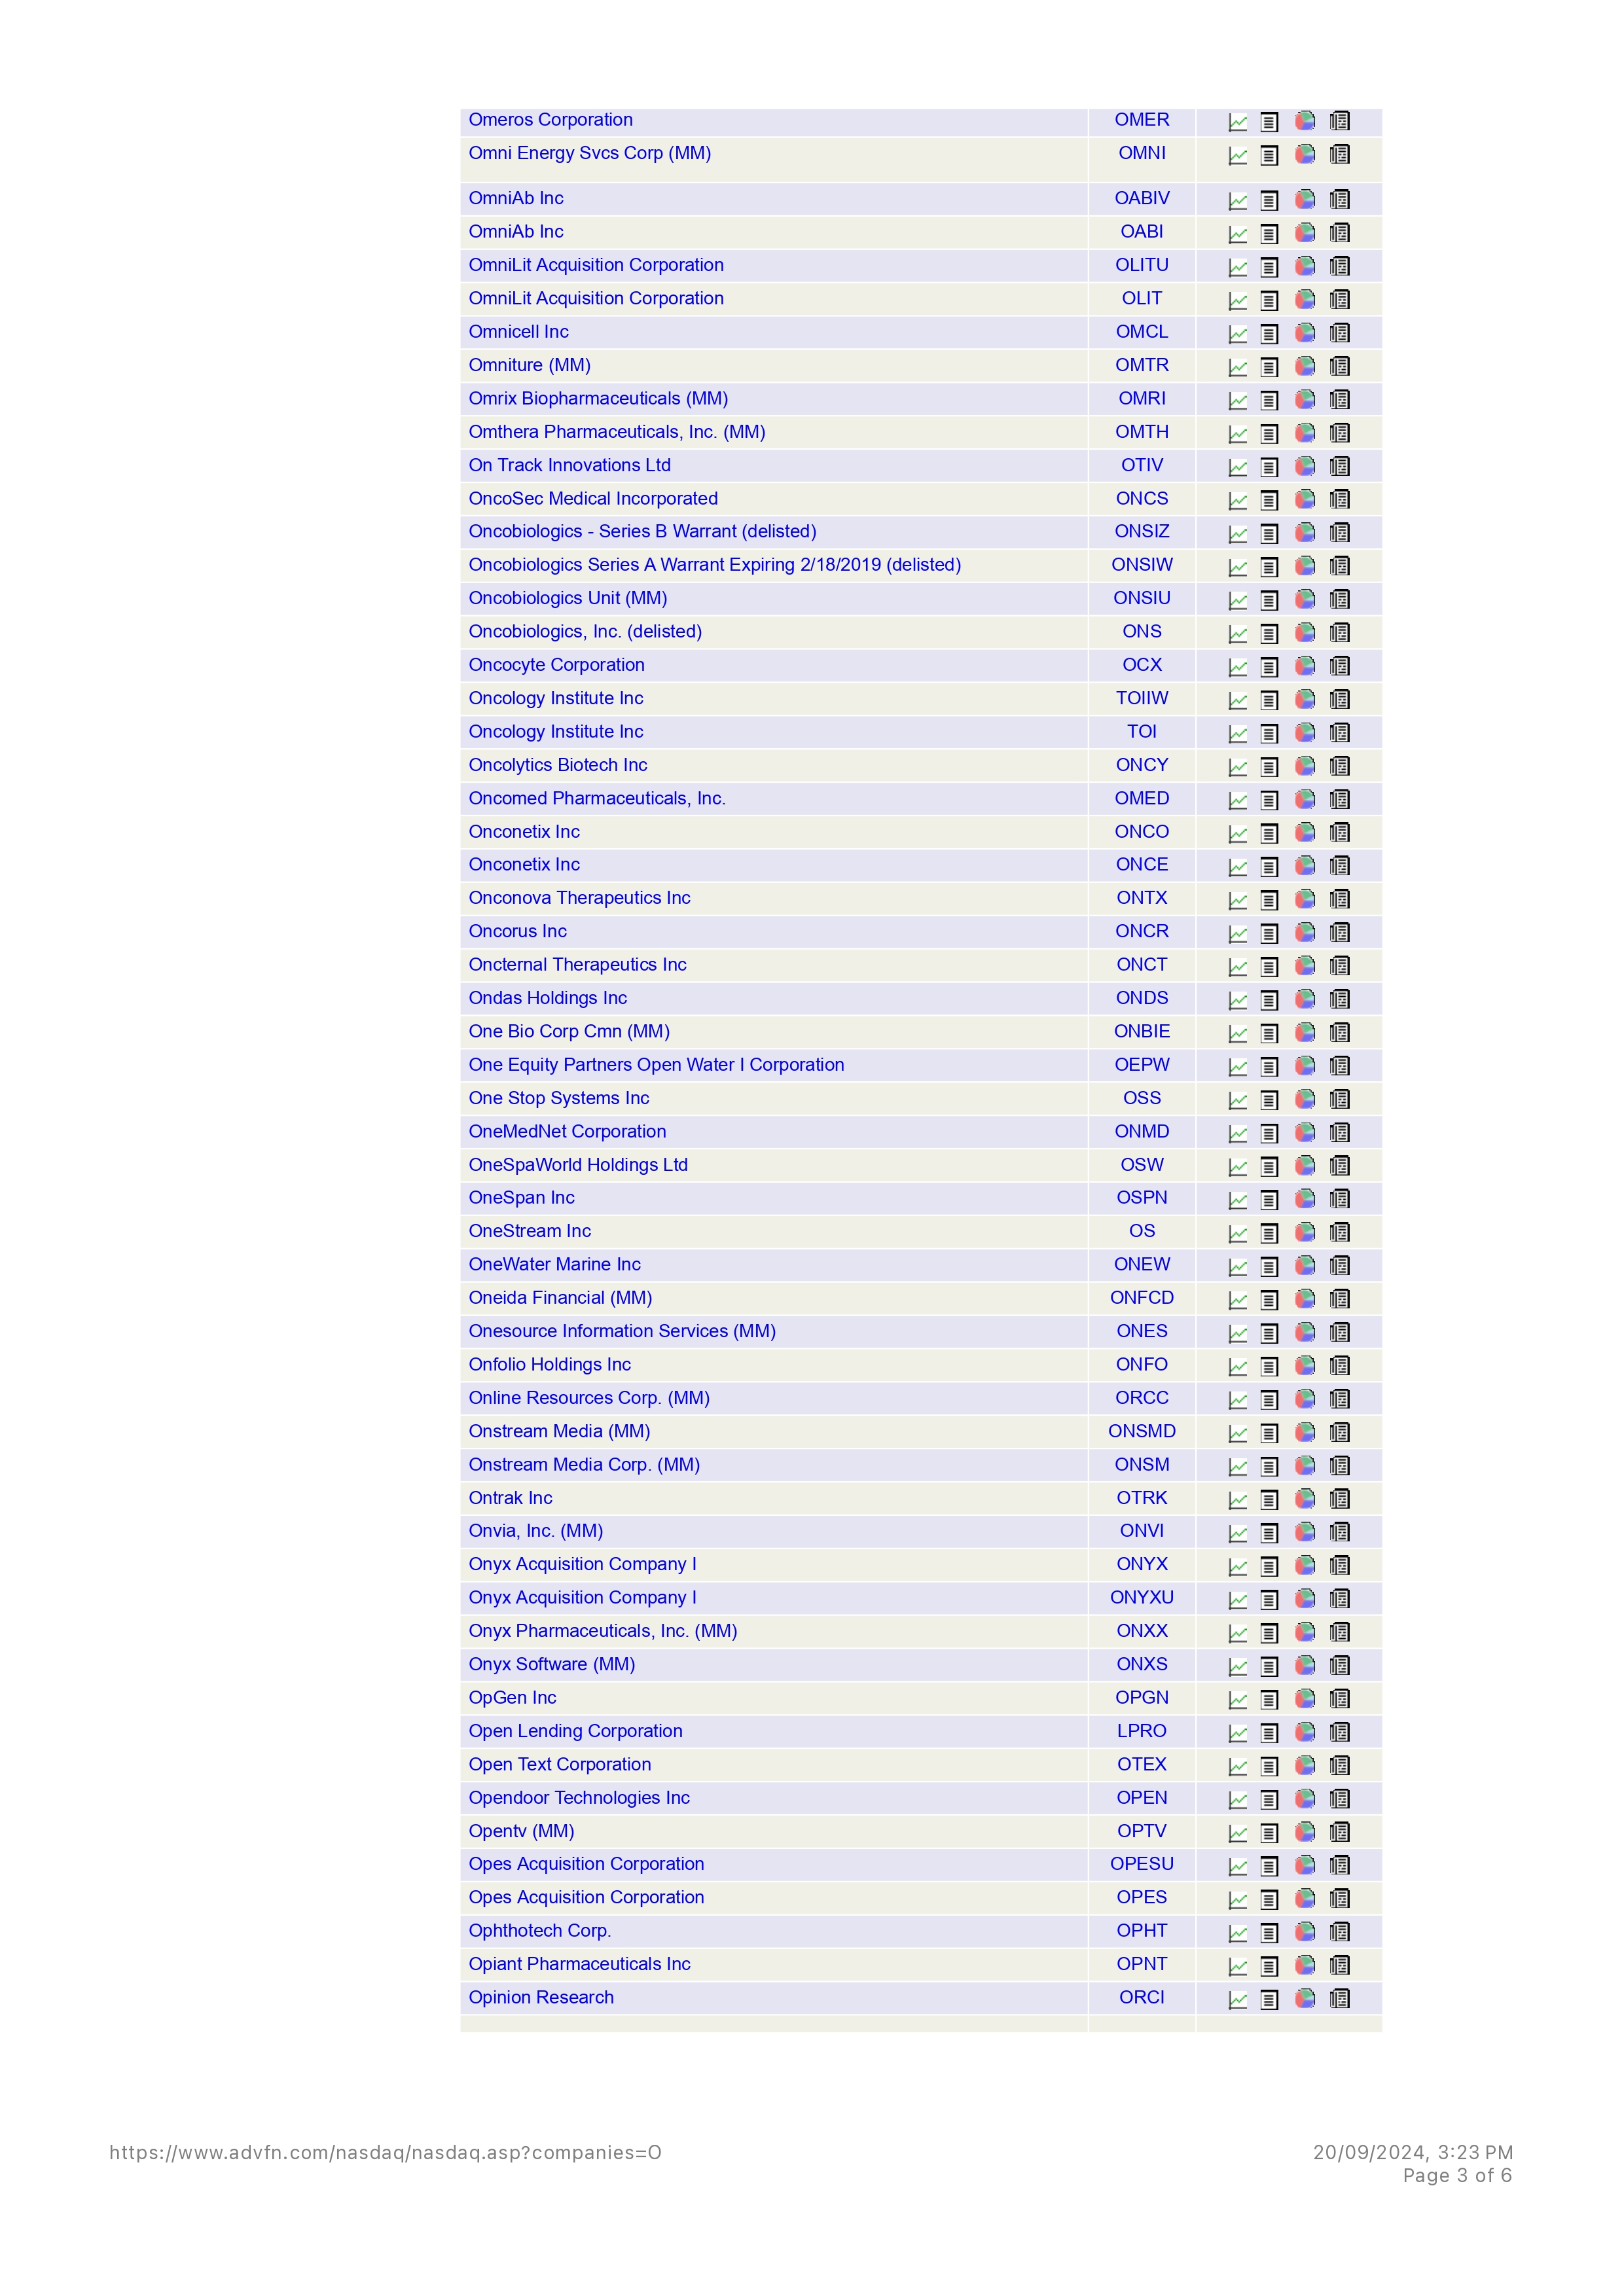 Omeros Corporation OMER
Omni Energy Svcs Corp (MM) OMNI
OmniAb Inc OABIV
OmniAb Inc OABI
OmniLit Acquisition Corporation OLITU
OmniLit Acquisition Corporation OLIT
Omnicell Inc OMCL
Omniture (MM) OMTR
Omrix Biopharmaceuticals (MM) OMRI
Omthera Pharmaceuticals, Inc. (MM) OMTH
On Track Innovations Ltd OTIV
OncoSec Medical Incorporated ONCS
Oncobiologics - Series B Warrant (delisted) ONSIZ
Oncobiologics Series A Warrant Expiring 2/18/2019 (delisted) ONSIW
Oncobiologics Unit (MM) ONSIU
Oncobiologics, Inc. (delisted) ONS
Oncocyte Corporation OCX
Oncology Institute Inc TOIIW
Oncology Institute Inc TOI
Oncolytics Biotech Inc ONCY
Oncomed Pharmaceuticals, Inc. OMED
Onconetix Inc ONCO
Onconetix Inc ONCE
Onconova Therapeutics Inc ONTX
Oncorus Inc ONCR
Oncternal Therapeutics Inc ONCT
Ondas Holdings Inc ONDS
One Bio Corp Cmn (MM) ONBIE
One Equity Partners Open Water I Corporation OEPW
One Stop Systems Inc OSS
OneMedNet Corporation ONMD
OneSpaWorld Holdings Ltd OSW
OneSpan Inc OSPN
OneStream Inc OS
OneWater Marine Inc ONEW
Oneida Financial (MM) ONFCD
Onesource Information Services (MM) ONES
Onfolio Holdings Inc ONFO
Online Resources Corp. (MM) ORCC
Onstream Media (MM) ONSMD
Onstream Media Corp. (MM) ONSM
Ontrak Inc OTRK
Onvia, Inc. (MM) ONVI
Onyx Acquisition Company I ONYX
Onyx Acquisition Company I ONYXU
Onyx Pharmaceuticals, Inc. (MM) ONXX
Onyx Software (MM) ONXS
OpGen Inc OPGN
Open Lending Corporation LPRO
Open Text Corporation OTEX
Opendoor Technologies Inc OPEN
Opentv (MM) OPTV
Opes Acquisition Corporation OPESU
Opes Acquisition Corporation OPES
Ophthotech Corp. OPHT
Opiant Pharmaceuticals Inc OPNT
Opinion Research ORCI
https://www.advfn.com/nasdaq/nasdaq.asp?companies=O 20/09/2024, 3:23 PM
Page 3 of 6